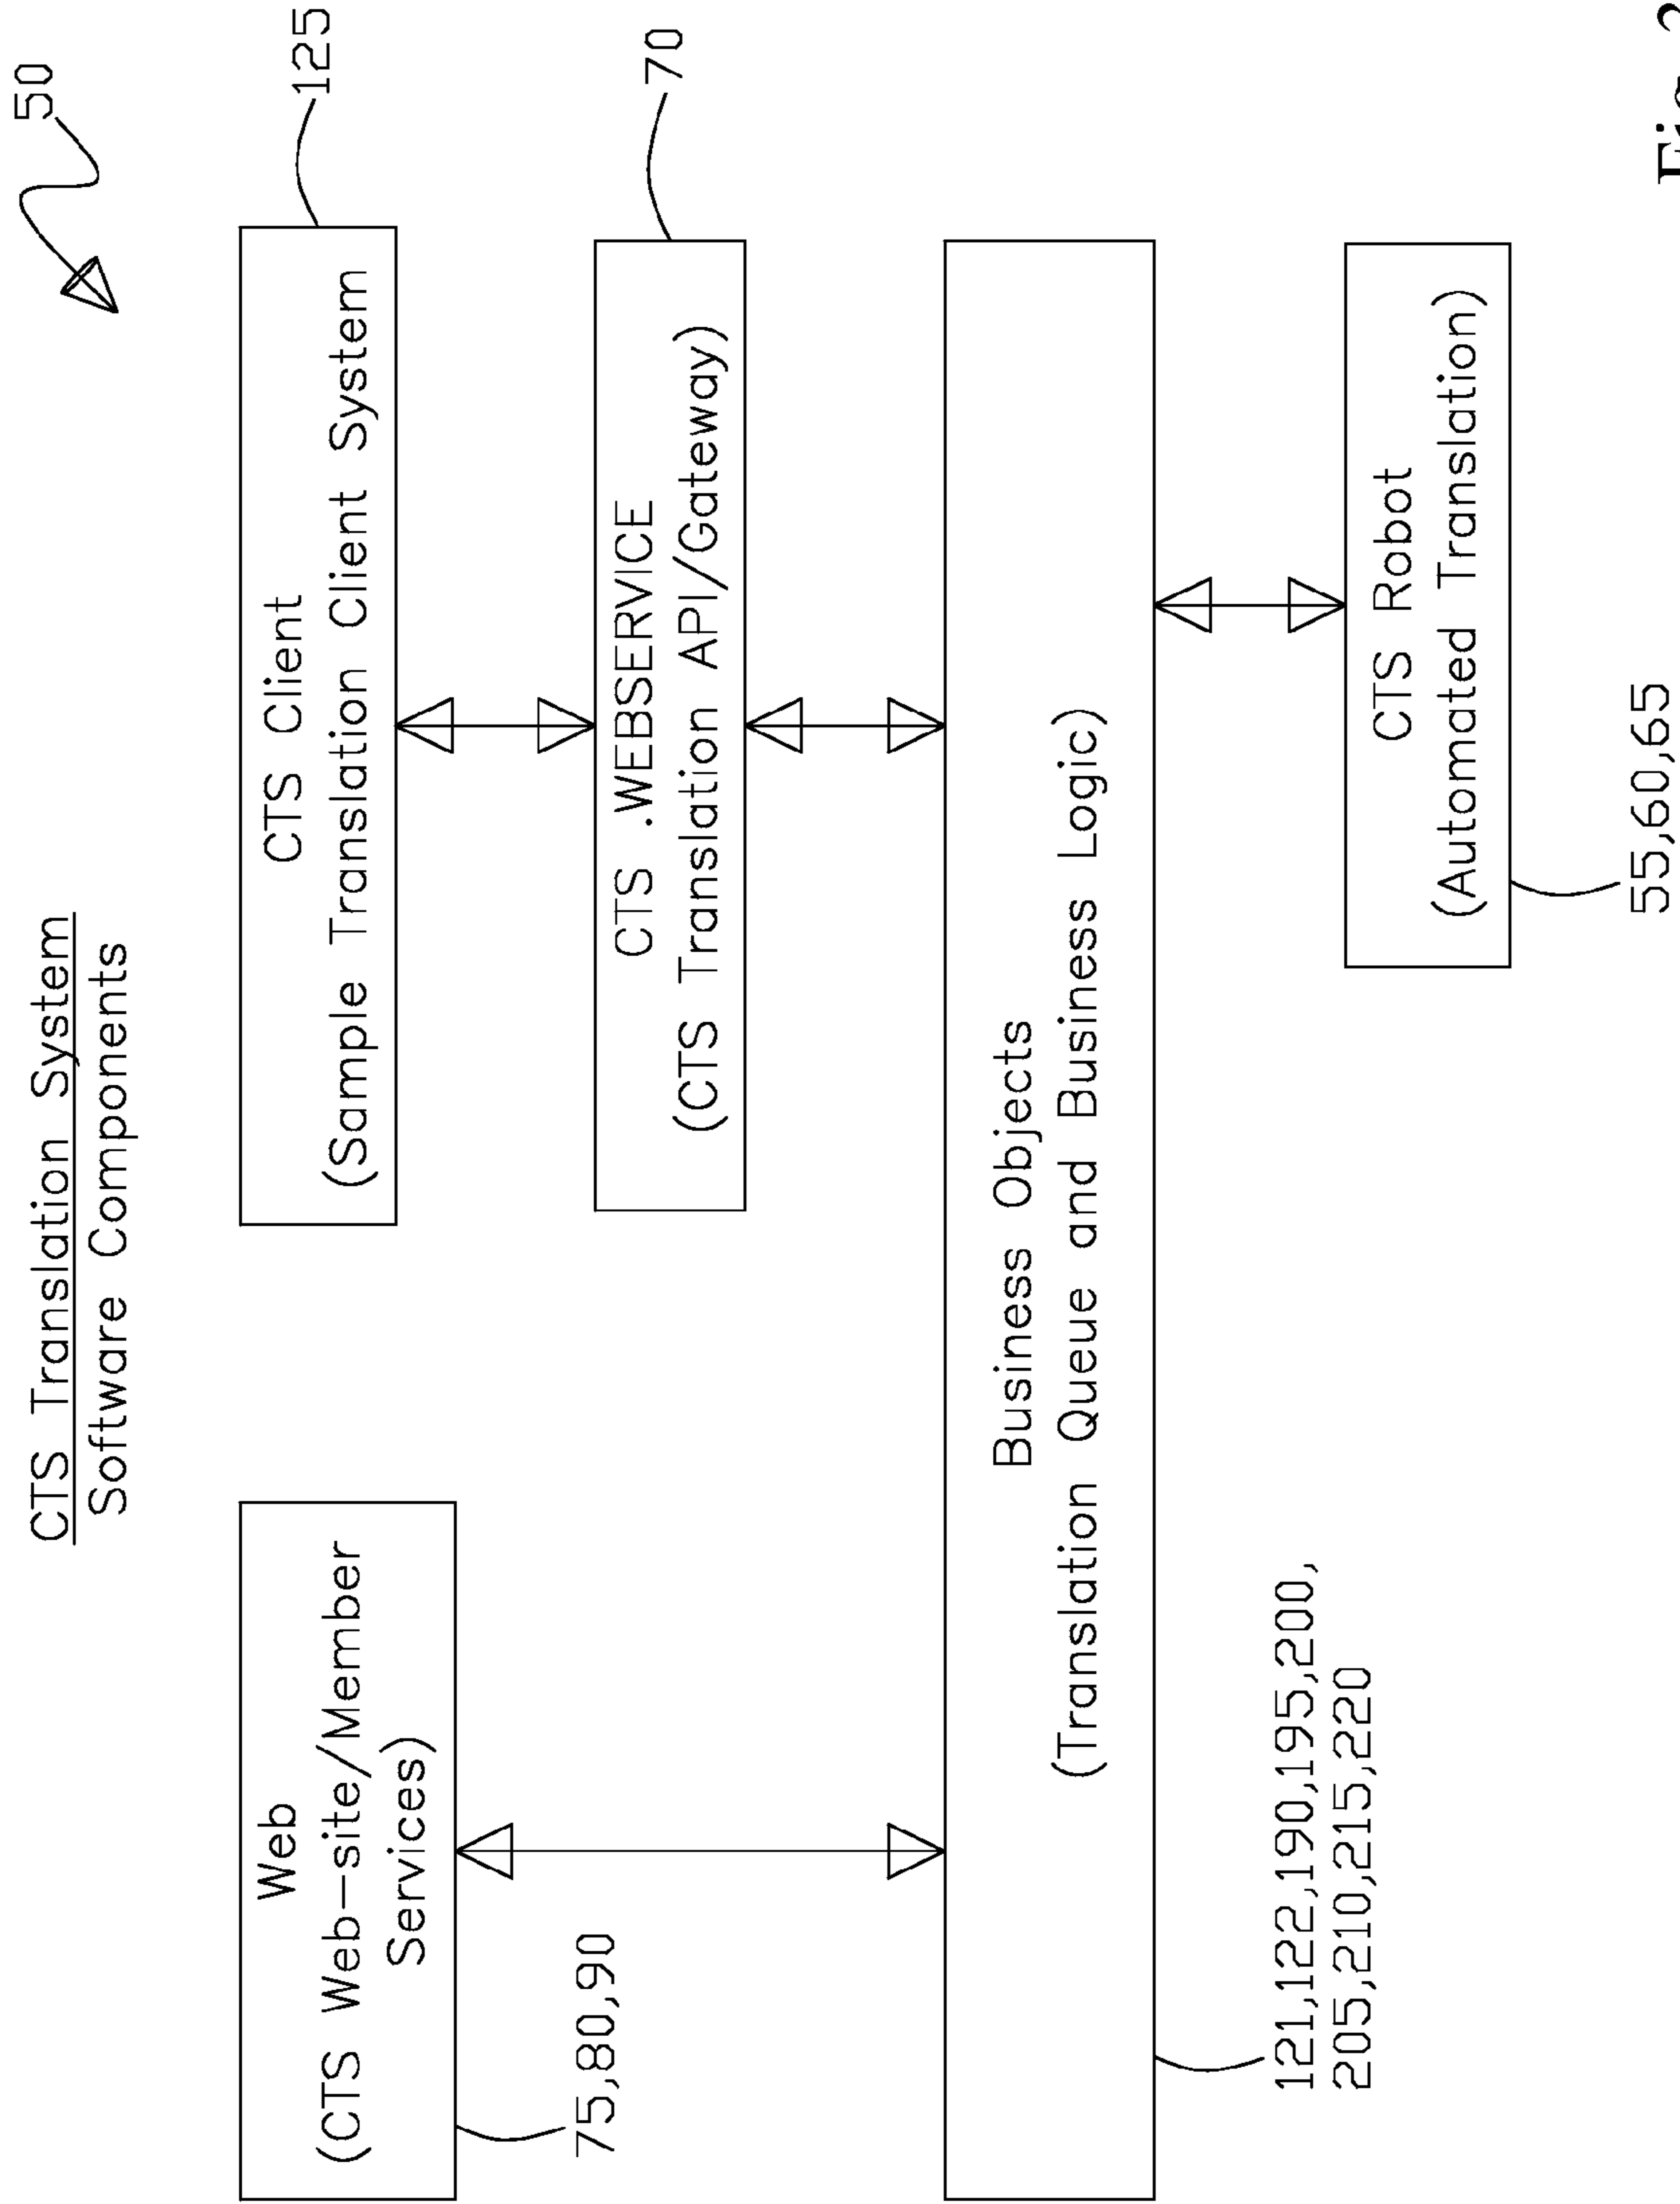 CTS Translation System
Software Components
50
Web
(CTS Web-site/Member
Services)
75,80,90
CTS Client
(Sample Translation Client System
125
CTS .WEBSERVICE
(CTS Translation API/Gateway)
70
Business Objects
(Translation Queue and Business Logic)
121,122,190,195,200,
205,210,215,220
CTS Robot
(Automated Translation)
55,60,65